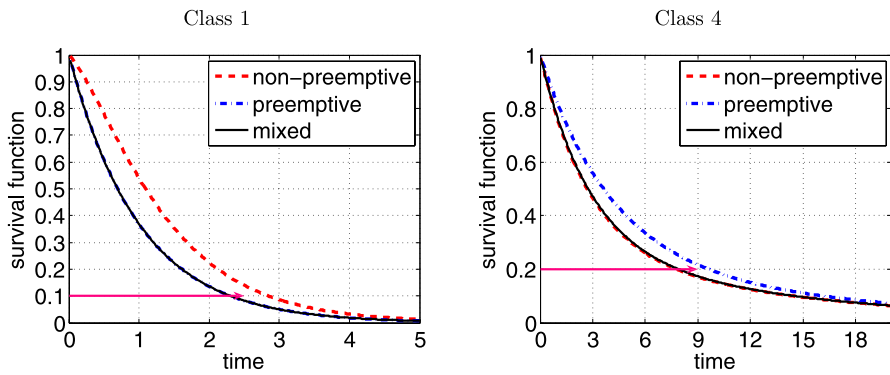 Class 1
Class 4
1
0.9
0.8
0.7
0.6
0.5
0.4
0.3
0.2
0.1
0
survival function
non-preemptive
preemptive
mixed
0 1 2 3 4 5
time
1
0.8
0.6
0.4
0.2
0
survival function
non-preemptive
preemptive
mixed
0 3 6 9 12 15 18
time